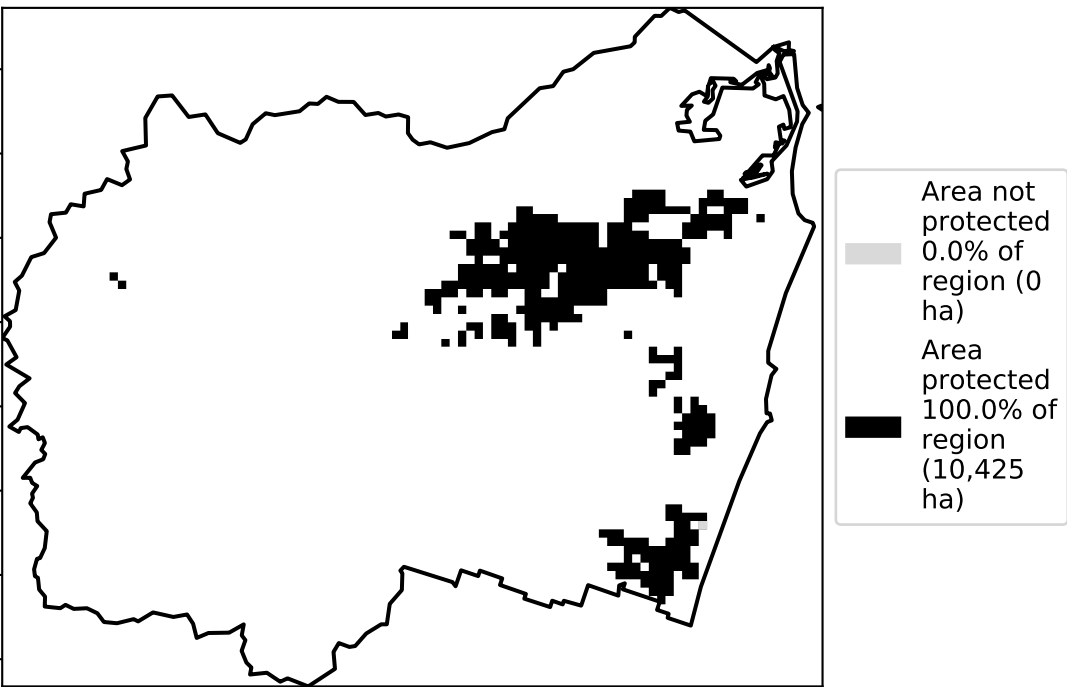 Area not
protected
0.0% of
region (0
ha)
Area
protected
100.0% of
region
(10,425
ha)